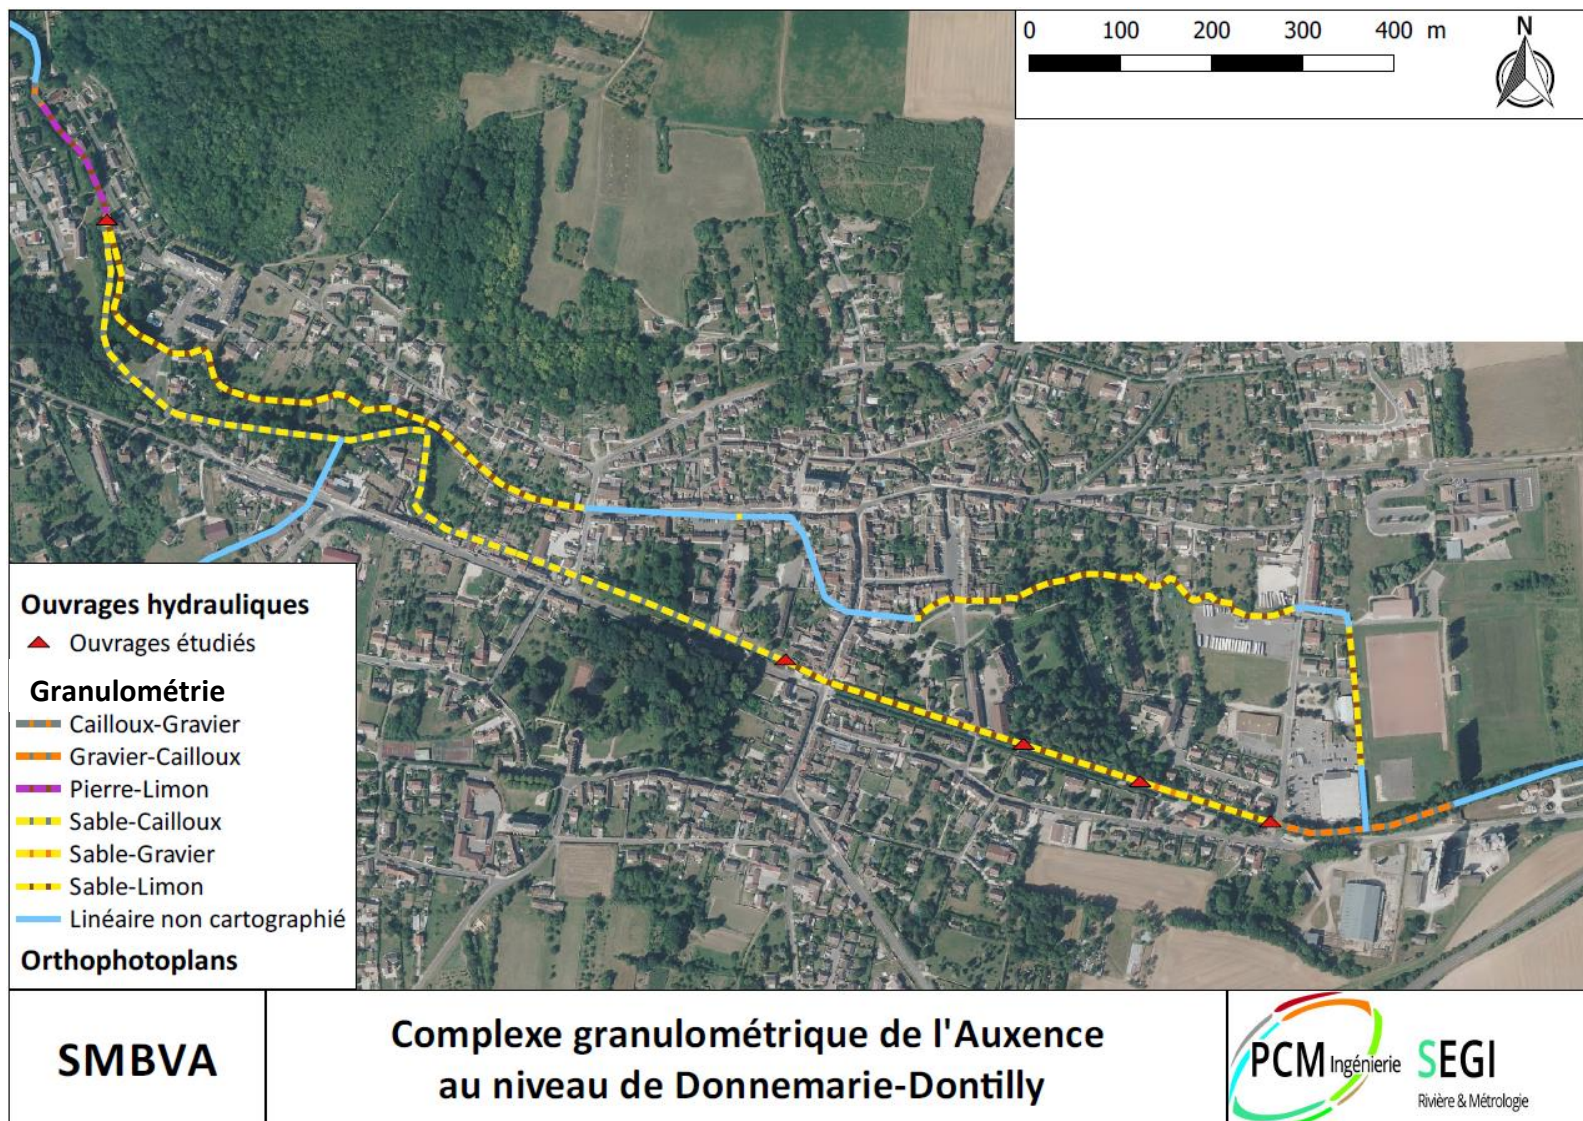 0 100 200 300 400 m
N
Ouvrages hydrauliques
Ouvrages étudiés
Granulométrie
Cailloux-Gravier
Gravier-Cailloux
Pierre-Limon
Sable-Cailloux
Sable-Gravier
Sable-Limon
Linéaire non cartographié
Orthophotoplans
SMBVA
Complexe granulométrique de l'Auxence
au niveau de Donnemarie-Dontilly
PCM Ingénierie
SEGI
Rivière & Métrologie